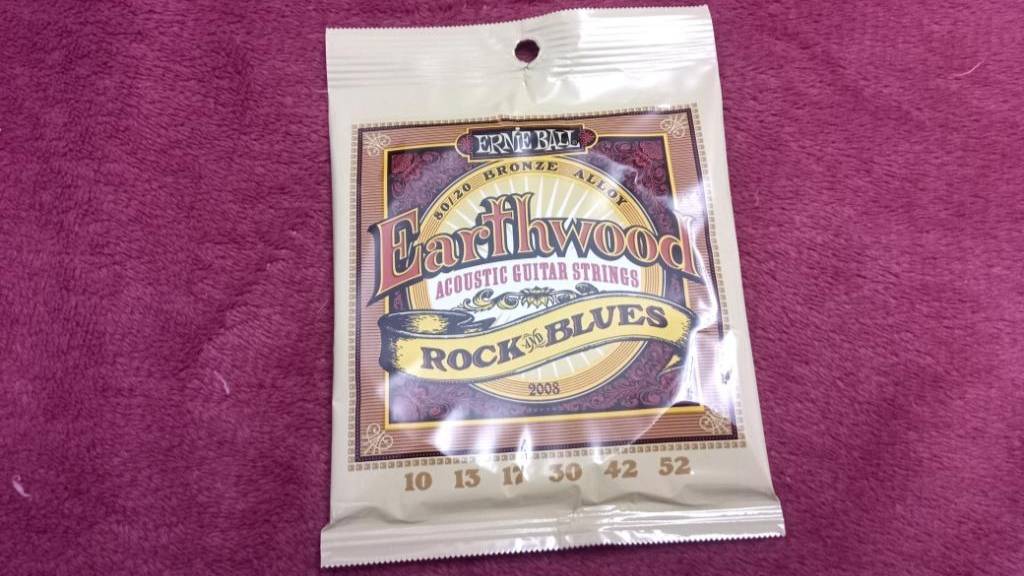 ERNIE BALL
80/20 BRONZE ALLOY
Earthwood
ACOUSTIC GUITAR STRINGS
ROCK AND BLUES
2008
10 13 17 30 42 52